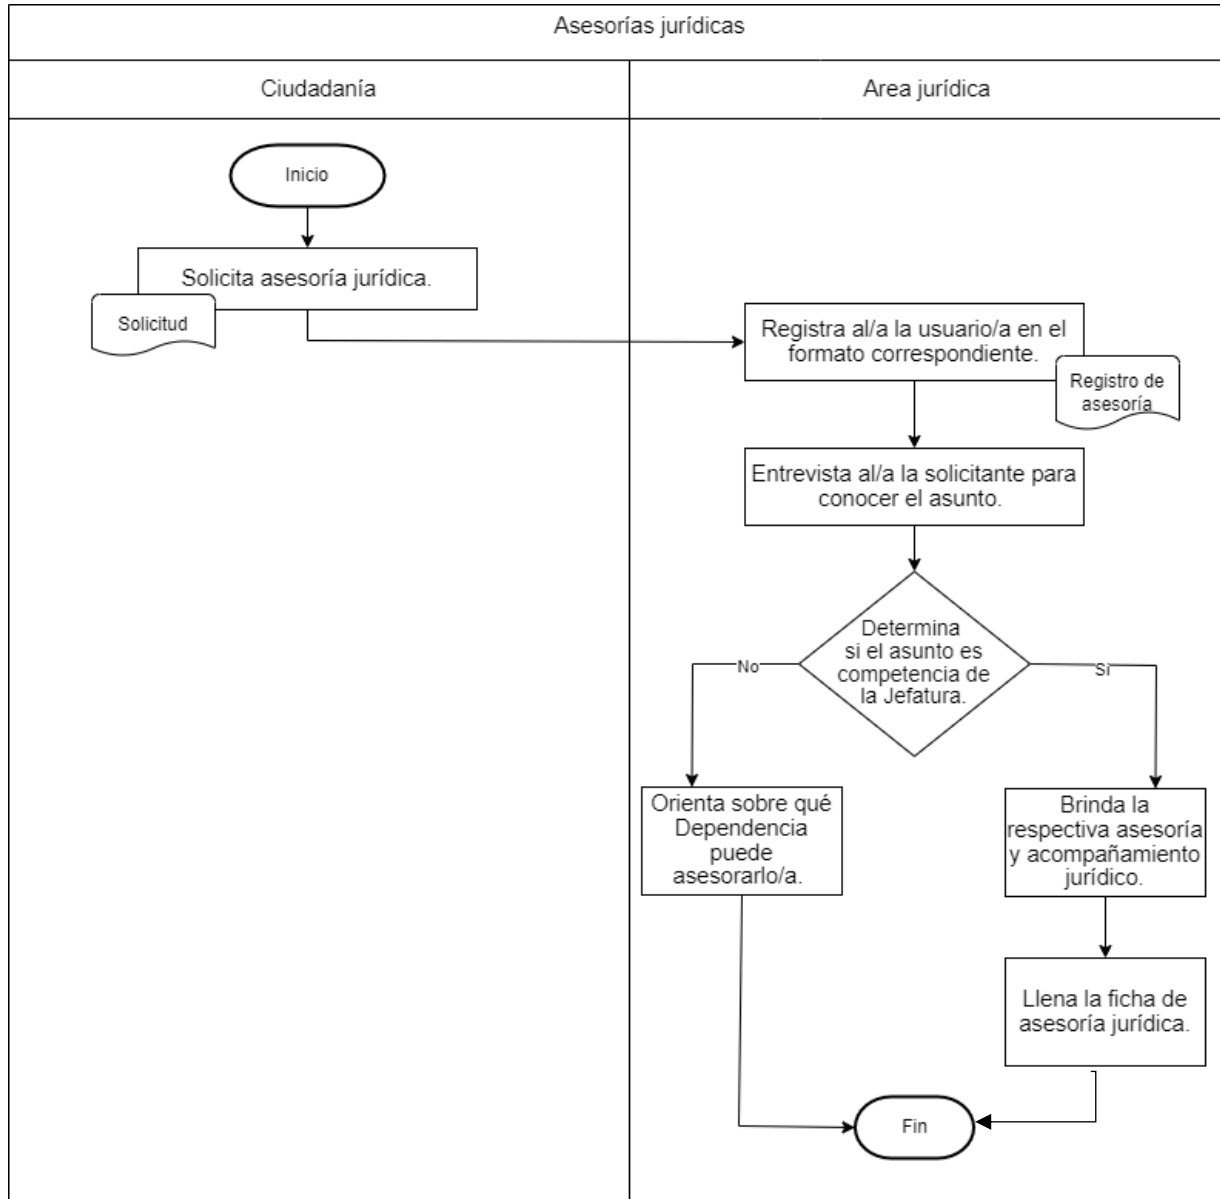 Asesorías jurídicas
Ciudadanía
Area jurídica
Inicio
Solicita asesoría jurídica.
Solicitud
Registra al/a la usuario/a en el
formato correspondiente.
Registro de
asesoría
Entrevista al/a la solicitante para
conocer el asunto.
Determina
si el asunto es
competencia de
la Jefatura.
No
Sí
Orienta sobre qué
Dependencia
puede
asesorarlo/a.
Brinda la
respectiva asesoría
y acompañamiento
jurídico.
Llena la ficha de
asesoría jurídica.
Fin